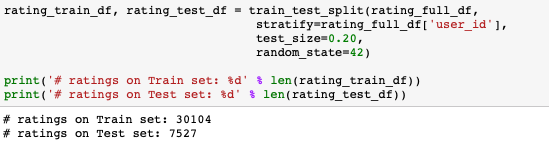 rating_train_df, rating_test_df = train_test_split(rating_full_df,
stratify=rating_full_df['user_id'],
test_size=0.20,
random_state=42)
print('# ratings on Train set: %d' % len(rating_train_df))
print('# ratings on Test set: %d' % len(rating_test_df))
# ratings on Train set: 30104
# ratings on Test set: 7527